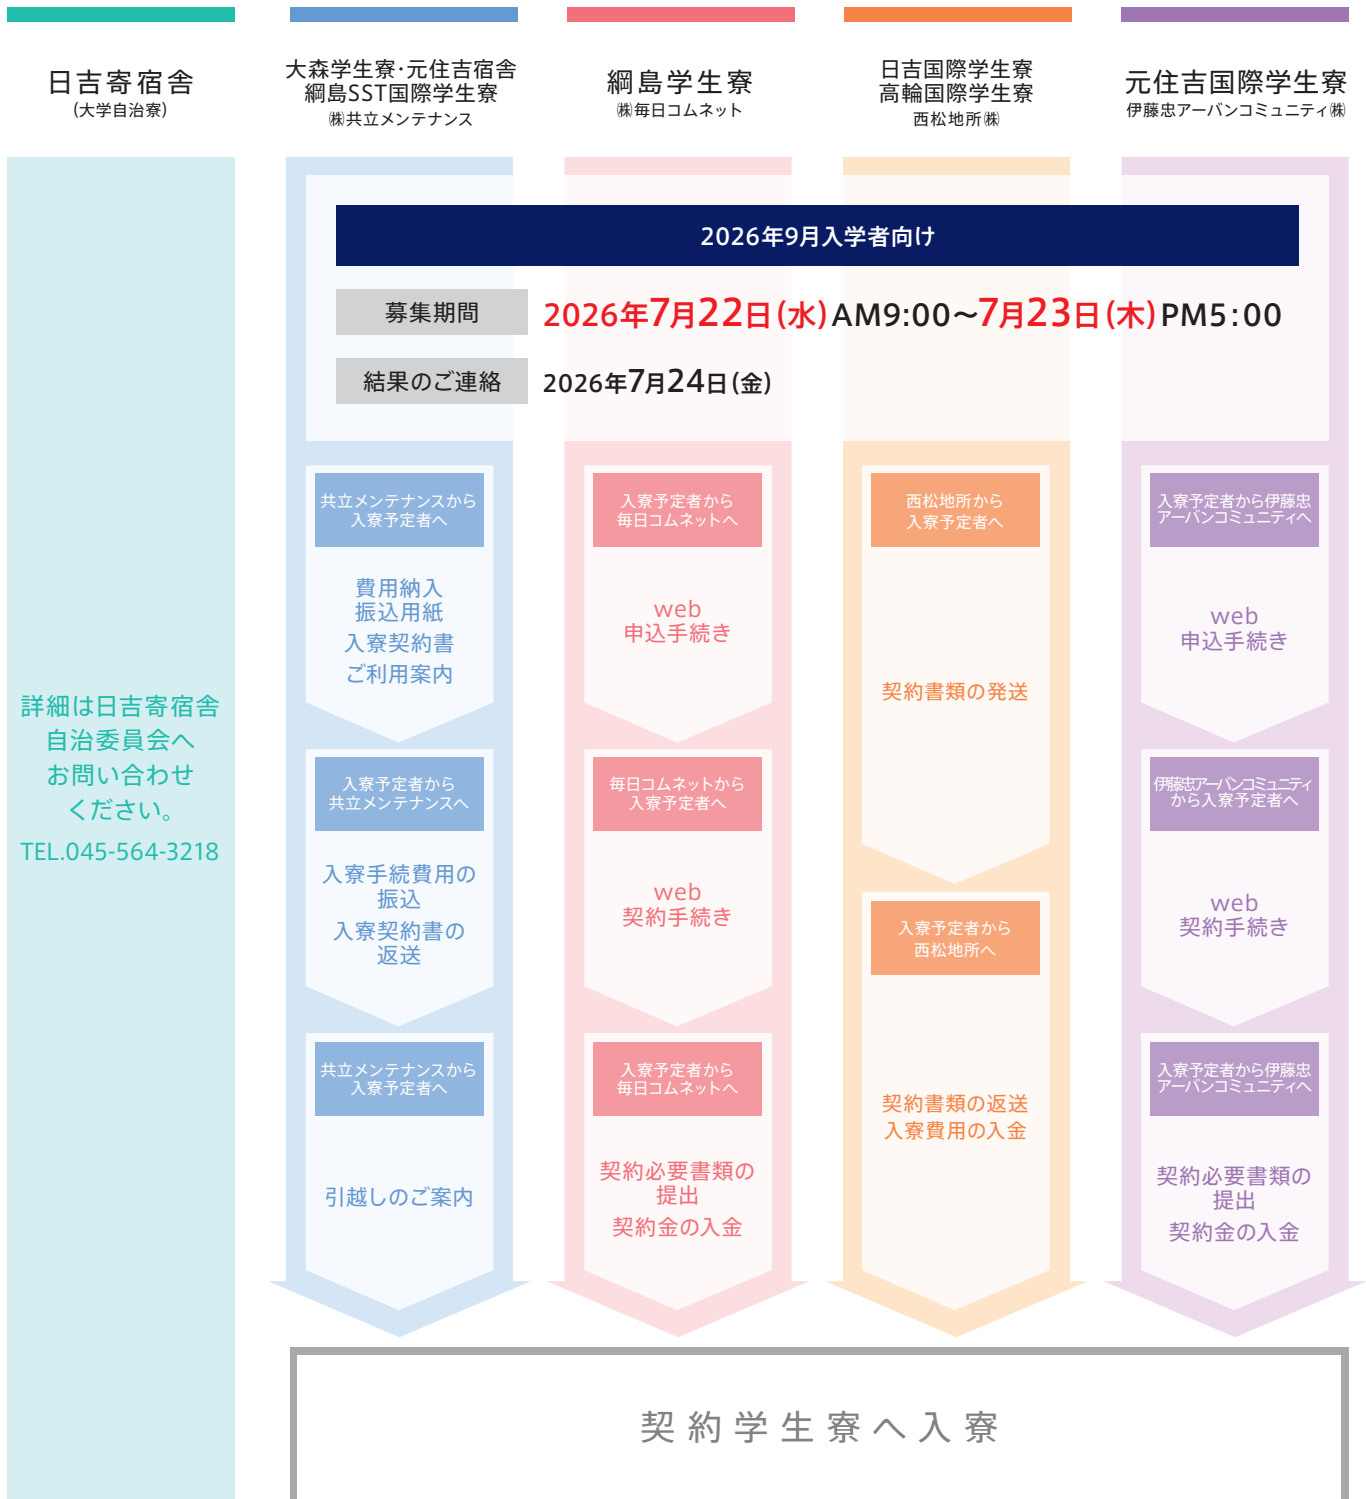 日吉寄宿舎
(大学自治寮)
大森学生寮･元住吉宿舎
綱島SST国際学生寮
㈱共立メンテナンス
綱島学生寮
㈱毎日コムネット
日吉国際学生寮
高輪国際学生寮
西松地所㈱
元住吉国際学生寮
伊藤忠アーバンコミュニティ㈱
2026年9月入学者向け
募集期間
2026年7月22日(水)AM9:00～7月23日(木)PM5:00
結果のご連絡
2026年7月24日(金)
詳細は日吉寄宿舎
自治委員会へ
お問い合わせ
ください。
TEL.045-564-3218
共立メンテナンスから
入寮予定者へ
費用納入
振込用紙
入寮契約書
ご利用案内
入寮予定者から
共立メンテナンスへ
入寮手続費用の
振込
入寮契約書の
返送
共立メンテナンスから
入寮予定者へ
引越しのご案内
入寮予定者から
毎日コムネットへ
web
申込手続き
毎日コムネットから
入寮予定者へ
web
契約手続き
入寮予定者から
毎日コムネットへ
契約必要書類の
提出
契約金の入金
西松地所から
入寮予定者へ
契約書類の発送
入寮予定者から
西松地所へ
契約書類の返送
入寮費用の入金
入寮予定者から伊藤忠
アーバンコミュニティへ
web
申込手続き
伊藤忠アーバンコミュニティ
から入寮予定者へ
web
契約手続き
入寮予定者から伊藤忠
アーバンコミュニティへ
契約必要書類の
提出
契約金の入金
契約学生寮へ入寮